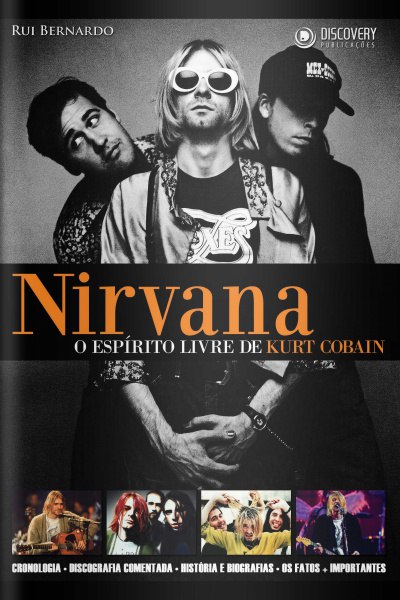 RUI BERNARDO
DISCOVERY
PUBLICAÇÕES
Nirvana
O ESPÍRITO LIVRE DE KURT COBAIN
CRONOLOGIA • DISCOGRAFIA COMENTADA • HISTÓRIA E BIOGRAFIAS • OS FATOS + IMPORTANTES